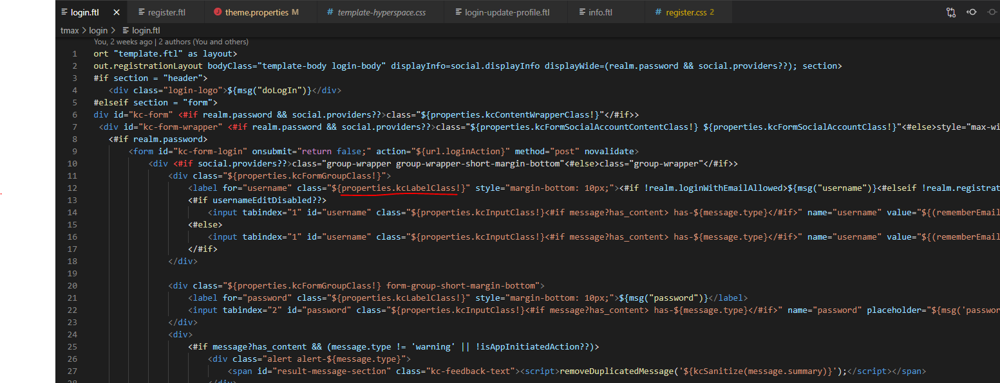 login.ftl × register.ftl theme.properties M # template-hyperspace.css login-update-profile.ftl info.ftl # register.css 2
tmax > login > login.ftl
You, 2 weeks ago | 2 authors (You and others)
1 ort "template.ftl" as layout>
2 out.registrationLayout bodyClass="template-body login-body" displayInfo=social.displayInfo displayWide=(realm.password && social.providers??); section>
3 #if section = "header">
4 <div class="login-logo">${msg("doLogIn")}</div>
5 #elseif section = "form">
6 div id="kc-form" <#if realm.password && social.providers??>class="${properties.kcContentWrapperClass!}"</#if>>
7 <div id="kc-form-wrapper" <#if realm.password && social.providers??>class="${properties.kcFormSocialAccountContentClass!} ${properties.kcFormSocialAccountClass!}"<#else>style="max-wi
8 <#if realm.password>
9 <form id="kc-form-login" onsubmit="return false;" action="${url.loginAction}" method="post" novalidate>
10 <div <#if social.providers??>class="group-wrapper group-wrapper-short-margin-bottom"<#else>class="group-wrapper"</#if>>
11 <div class="${properties.kcFormGroupClass!}">
12 <label for="username" class="${properties.kcLabelClass!}" style="margin-bottom: 10px;"><#if !realm.loginWithEmailAllowed>${msg("username")}<#elseif !realm.registrat
13 <#if usernameEditDisabled??>
14 <input tabindex="1" id="username" class="${properties.kcInputClass!}<#if message?has_content> has-${message.type}</#if>" name="username" value="${(rememberEmail
15 <#else>
16 <input tabindex="1" id="username" class="${properties.kcInputClass!}<#if message?has_content> has-${message.type}</#if>" name="username" value="${(rememberEmail
17 </#if>
18 </div>
19
20 <div class="${properties.kcFormGroupClass!} form-group-short-margin-bottom">
21 <label for="password" class="${properties.kcLabelClass!}" style="margin-bottom: 10px;">${msg("password")}</label>
22 <input tabindex="2" id="password" class="${properties.kcInputClass!}<#if message?has_content> has-${message.type}</#if>" name="password" placeholder="${msg('passwor
23 </div>
24 <div>
25 <#if message?has_content && (message.type != 'warning' || !isAppInitiatedAction??)>
26 <div class="alert alert-${message.type}">
27 <span id="result-message-section" class="kc-feedback-text"><script>removeDuplicatedMessage('${kcSanitize(message.summary)}');</script></span>
28 </div>